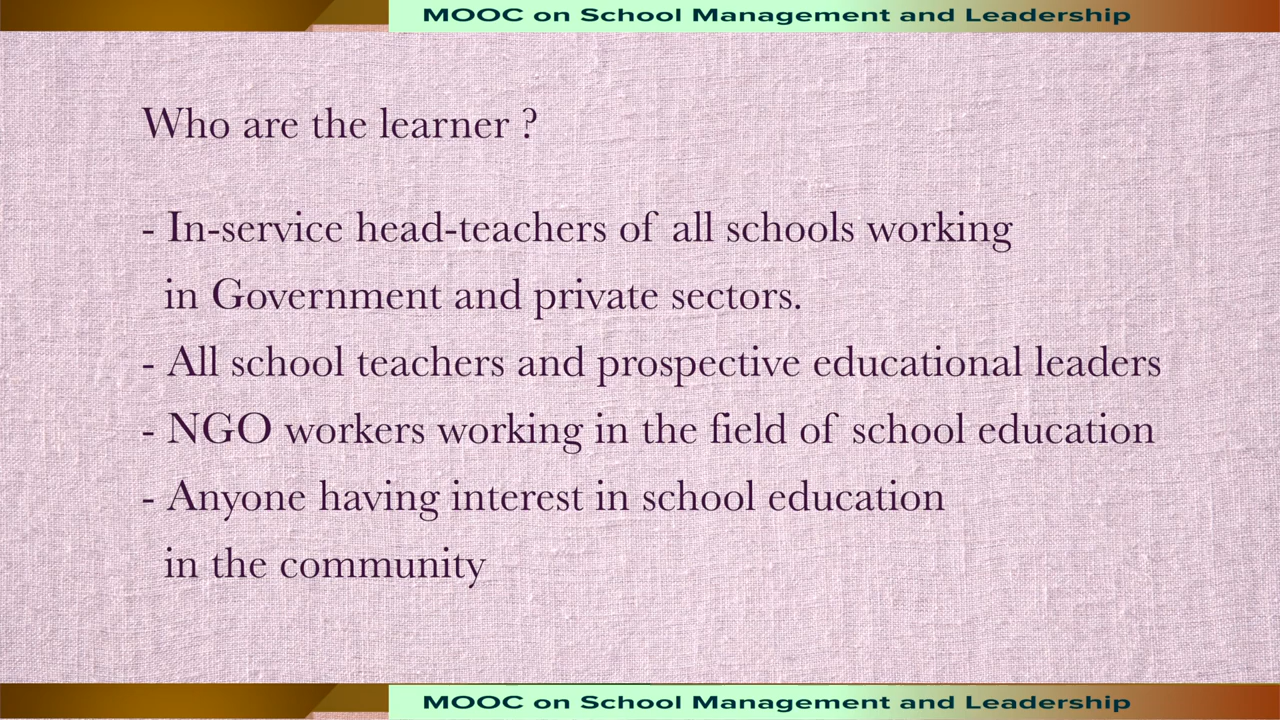 MOOC on School Management and Leadership
Who are the learner ?
- In-service head-teachers of all schools working
in Government and private sectors.
- All school teachers and prospective educational leaders
- NGO workers working in the field of school education
- Anyone having interest in school education
in the community
MOOC on School Management and Leadership